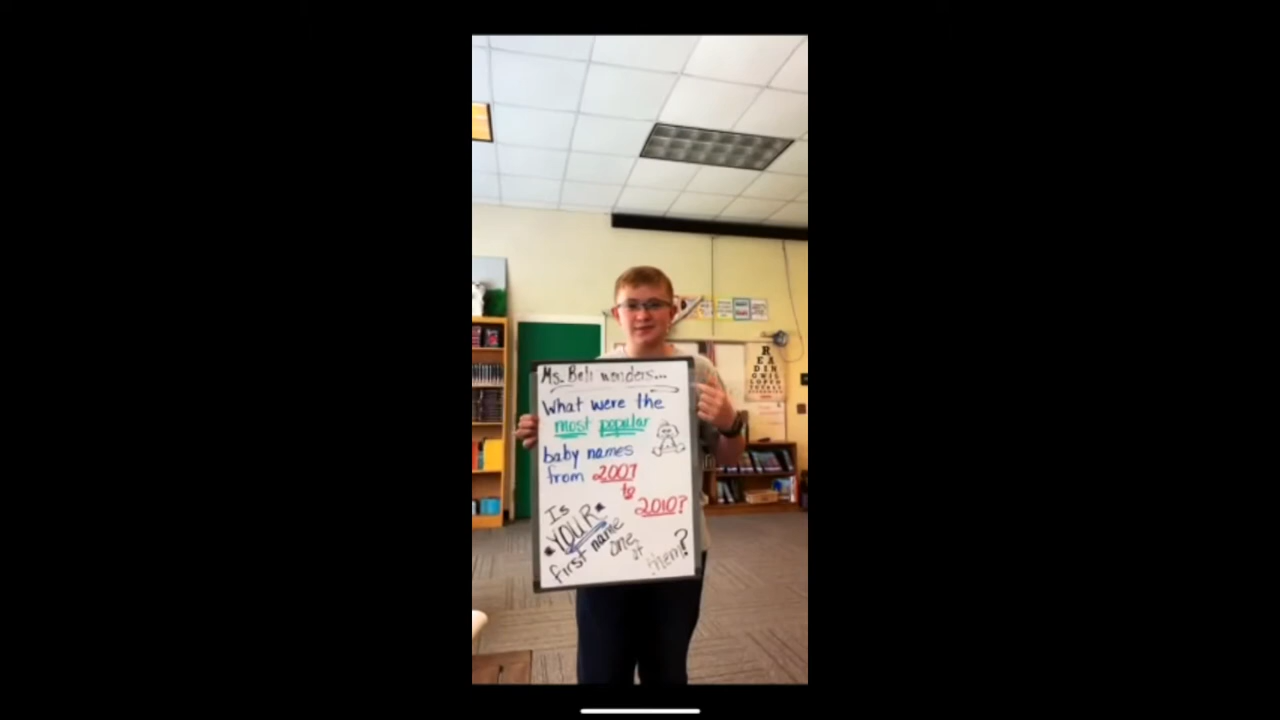 Ms. Beli wonders...
What were the
most popular
baby names
from 2007
to
2010?
Is
*YOUR*
first name
one
of
them?
R
E A
D I N
G W I L